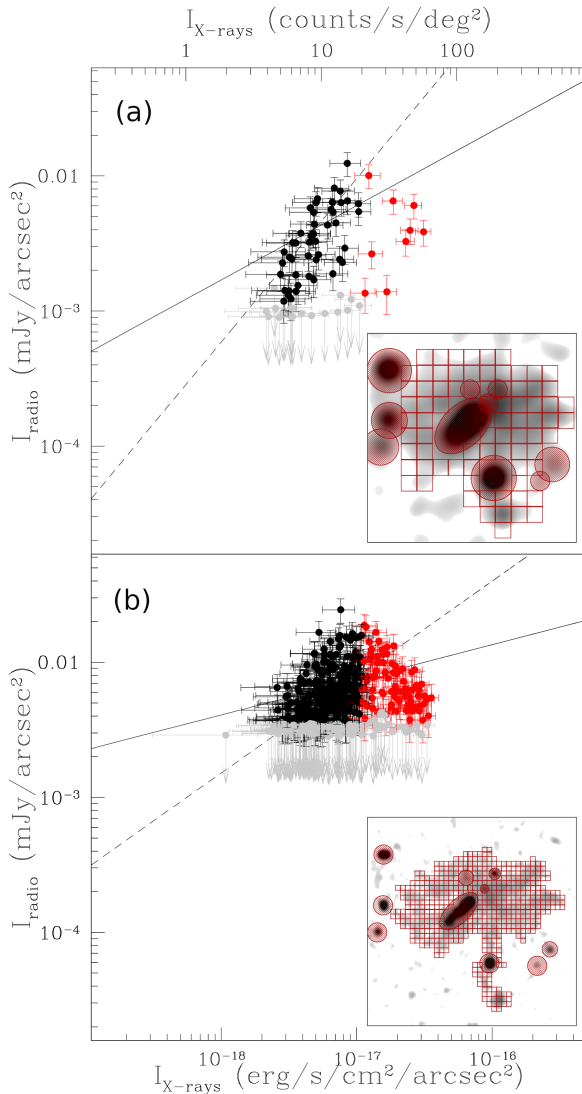 I_X-rays (counts/s/deg²)
1 10 100
(a)
0.01
10⁻³
10⁻⁴
I_radio (mJy/arcsec²)
(b)
0.01
10⁻³
10⁻⁴
I_radio (mJy/arcsec²)
10⁻¹⁸ 10⁻¹⁷ 10⁻¹⁶
I_X-rays (erg/s/cm²/arcsec²)